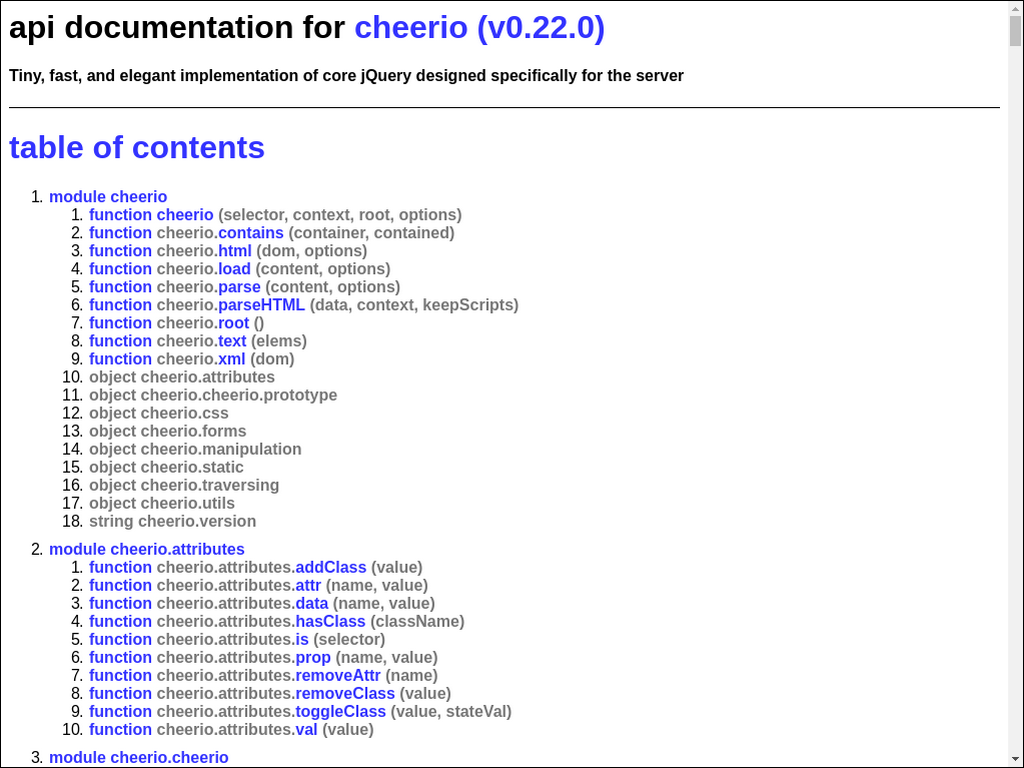 api documentation for cheerio (v0.22.0)
Tiny, fast, and elegant implementation of core jQuery designed specifically for the server
table of contents
1. module cheerio
1. function cheerio (selector, context, root, options)
2. function cheerio.contains (container, contained)
3. function cheerio.html (dom, options)
4. function cheerio.load (content, options)
5. function cheerio.parse (content, options)
6. function cheerio.parseHTML (data, context, keepScripts)
7. function cheerio.root ()
8. function cheerio.text (elems)
9. function cheerio.xml (dom)
10. object cheerio.attributes
11. object cheerio.cheerio.prototype
12. object cheerio.css
13. object cheerio.forms
14. object cheerio.manipulation
15. object cheerio.static
16. object cheerio.traversing
17. object cheerio.utils
18. string cheerio.version
2. module cheerio.attributes
1. function cheerio.attributes.addClass (value)
2. function cheerio.attributes.attr (name, value)
3. function cheerio.attributes.data (name, value)
4. function cheerio.attributes.hasClass (className)
5. function cheerio.attributes.is (selector)
6. function cheerio.attributes.prop (name, value)
7. function cheerio.attributes.removeAttr (name)
8. function cheerio.attributes.removeClass (value)
9. function cheerio.attributes.toggleClass (value, stateVal)
10. function cheerio.attributes.val (value)
3. module cheerio.cheerio